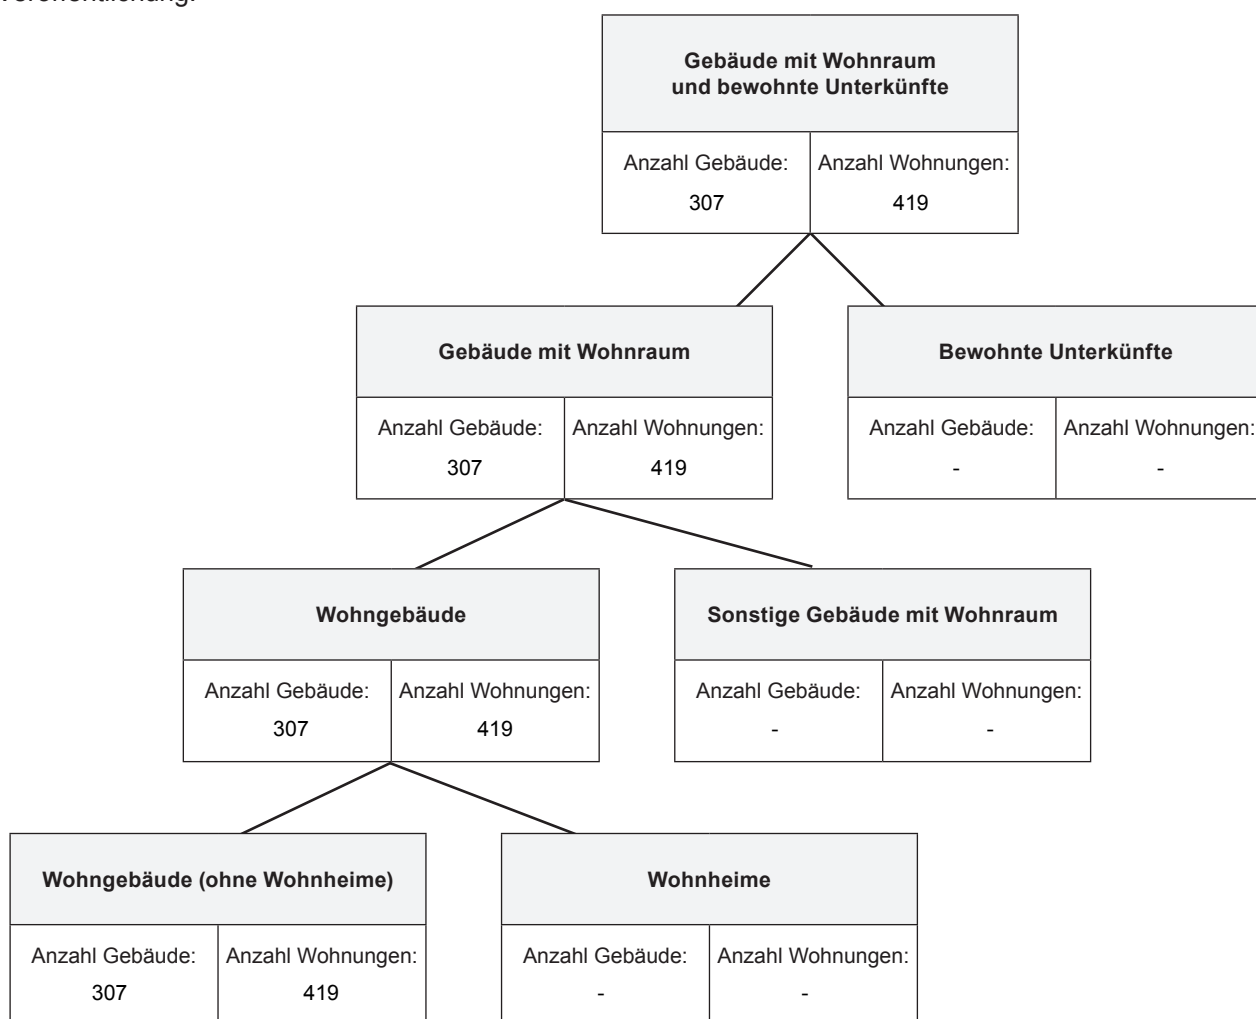 Veröffentlichung.
Gebäude mit Wohnraum
und bewohnte Unterkünfte
Anzahl Gebäude: Anzahl Wohnungen:
307 419
Gebäude mit Wohnraum
Bewohnte Unterkünfte
Anzahl Gebäude: Anzahl Wohnungen:
307 419
Anzahl Gebäude: Anzahl Wohnungen:
- -
Wohngebäude
Sonstige Gebäude mit Wohnraum
Anzahl Gebäude: Anzahl Wohnungen:
307 419
Anzahl Gebäude: Anzahl Wohnungen:
- -
Wohngebäude (ohne Wohnheime)
Wohnheime
Anzahl Gebäude: Anzahl Wohnungen:
307 419
Anzahl Gebäude: Anzahl Wohnungen:
- -